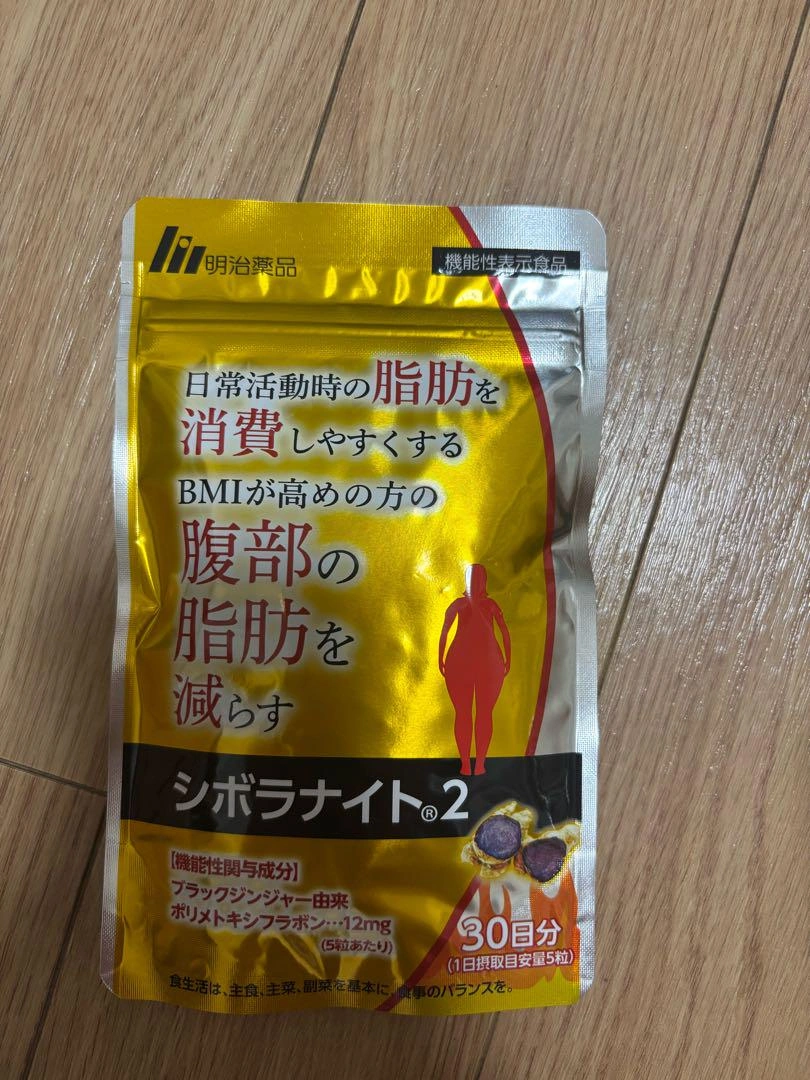 明治薬品
機能性表示食品
日常活動時の脂肪を
消費しやすくする
BMIが高めの方の
腹部の
脂肪を
減らす
シボラナイト®2
【機能性関与成分】
ブラックジンジャー由来
ポリメトキシフラボン…12mg
(5粒あたり)
30日分
(1日摂取目安量5粒)
食生活は、主食、主菜、副菜を基本に、食事のバランスを。